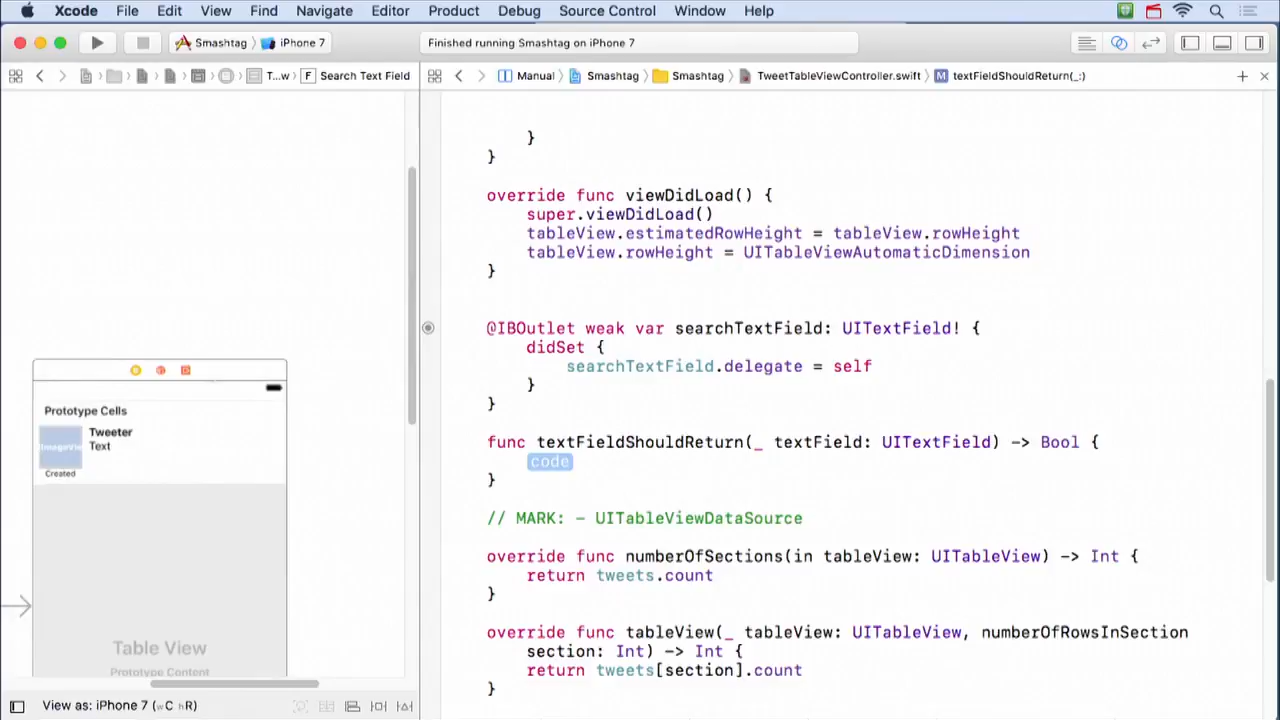 Xcode File Edit View Find Navigate Editor Product Debug Source Control Window Help
Smashtag iPhone 7 Finished running Smashtag on iPhone 7
T...w F Search Text Field Manual Smashtag Smashtag TweetTableViewController.swift M textFieldShouldReturn(_:)
}
}
override func viewDidLoad() {
super.viewDidLoad()
tableView.estimatedRowHeight = tableView.rowHeight
tableView.rowHeight = UITableViewAutomaticDimension
}
@IBOutlet weak var searchTextField: UITextField! {
didSet {
searchTextField.delegate = self
}
}
func textFieldShouldReturn(_ textField: UITextField) -> Bool {
code
}
// MARK: - UITableViewDataSource
override func numberOfSections(in tableView: UITableView) -> Int {
return tweets.count
}
override func tableView(_ tableView: UITableView, numberOfRowsInSection
section: Int) -> Int {
return tweets[section].count
}
Prototype Cells
Tweeter
Text
Created
Table View
Prototype Content
View as: iPhone 7 (wC hR)